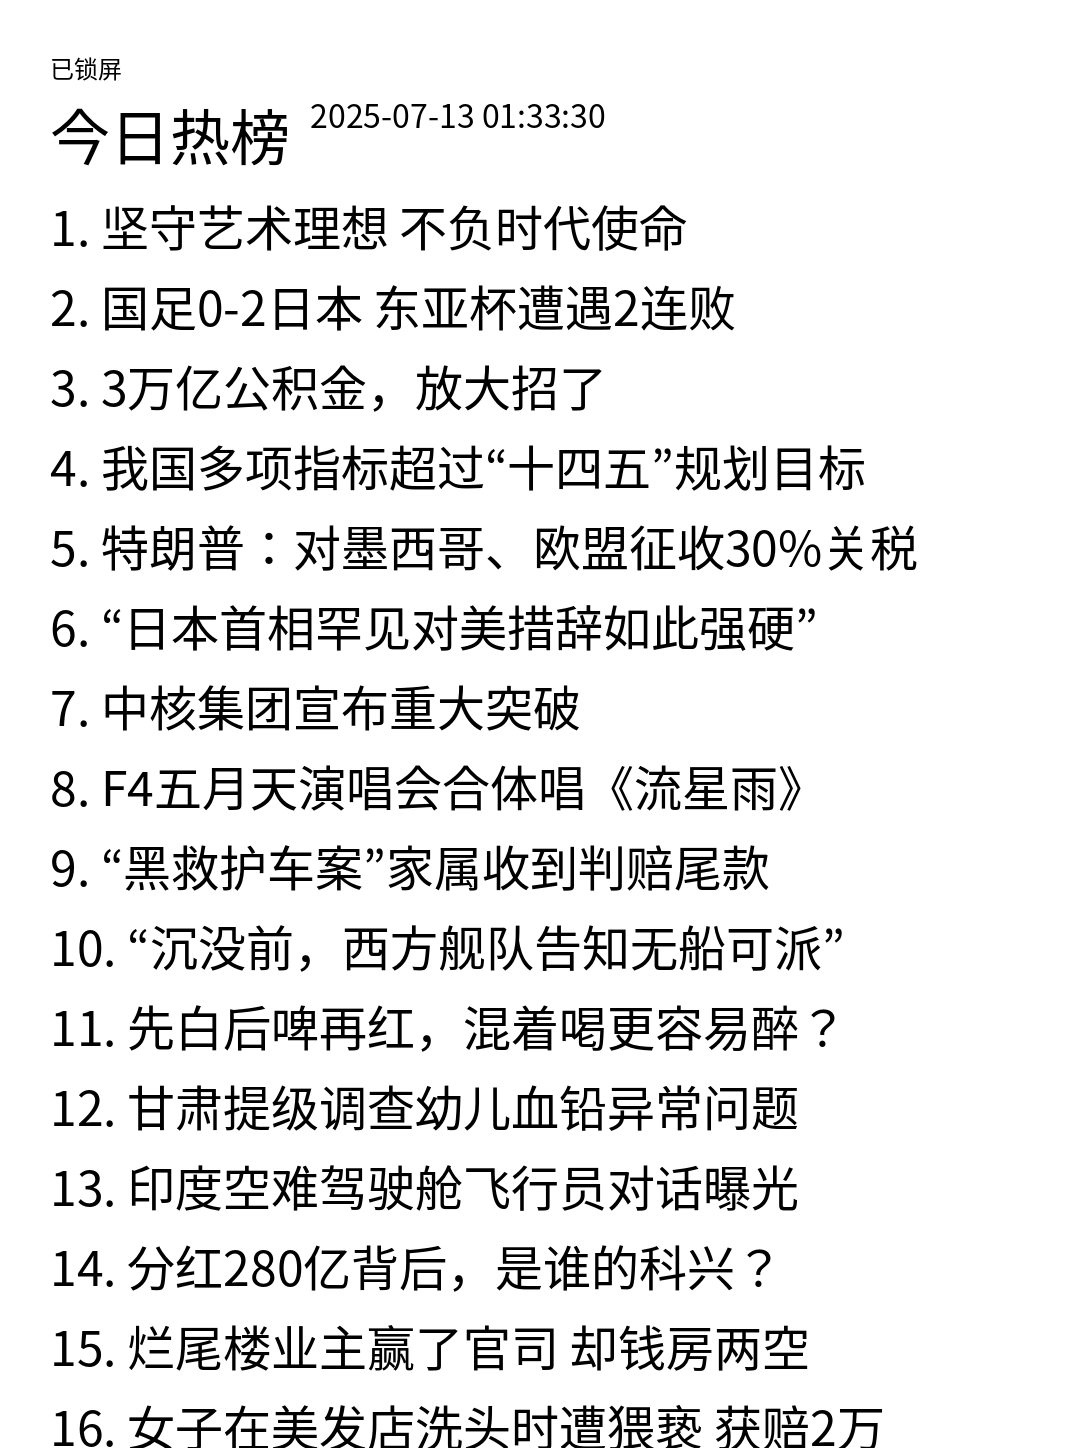 已锁屏
今日热榜 2025-07-13 01:33:30
1. 坚守艺术理想 不负时代使命
2. 国足0-2日本 东亚杯遭遇2连败
3. 3万亿公积金，放大招了
4. 我国多项指标超过“十四五”规划目标
5. 特朗普：对墨西哥、欧盟征收30%关税
6. “日本首相罕见对美措辞如此强硬”
7. 中核集团宣布重大突破
8. F4五月天演唱会合体唱《流星雨》
9. “黑救护车案”家属收到判赔尾款
10. “沉没前，西方舰队告知无船可派”
11. 先白后啤再红，混着喝更容易醉？
12. 甘肃提级调查幼儿血铅异常问题
13. 印度空难驾驶舱飞行员对话曝光
14. 分红280亿背后，是谁的科兴？
15. 烂尾楼业主赢了官司 却钱房两空
16. 女子在美发店洗头时遭猥亵 获赔2万